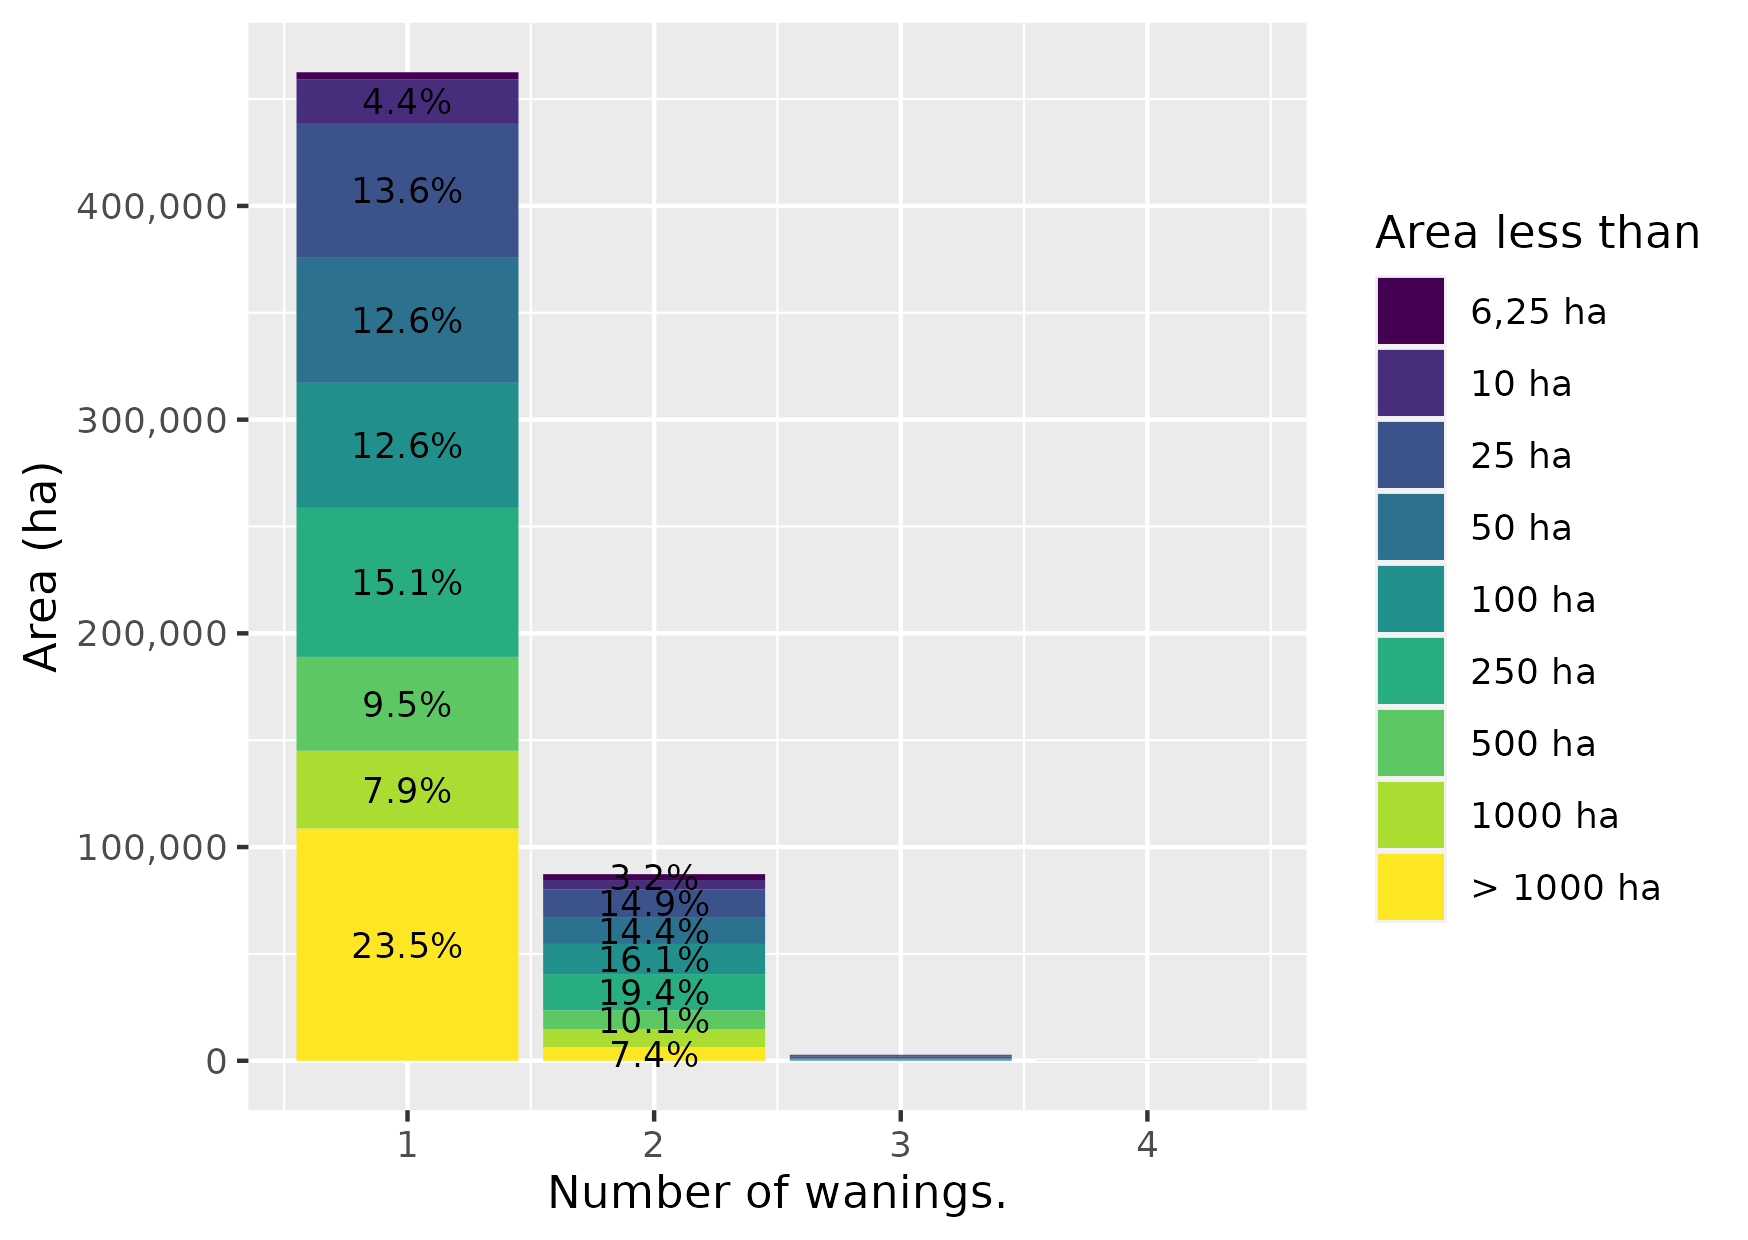 4.4%
13.6%
12.6%
12.6%
15.1%
9.5%
7.9%
23.5%
3.2%
14.9%
14.4%
16.1%
19.4%
10.1%
7.4%
400,000
300,000
200,000
100,000
0
Area (ha)
1 2 3 4
Number of wanings.
Area less than
6,25 ha
10 ha
25 ha
50 ha
100 ha
250 ha
500 ha
1000 ha
> 1000 ha